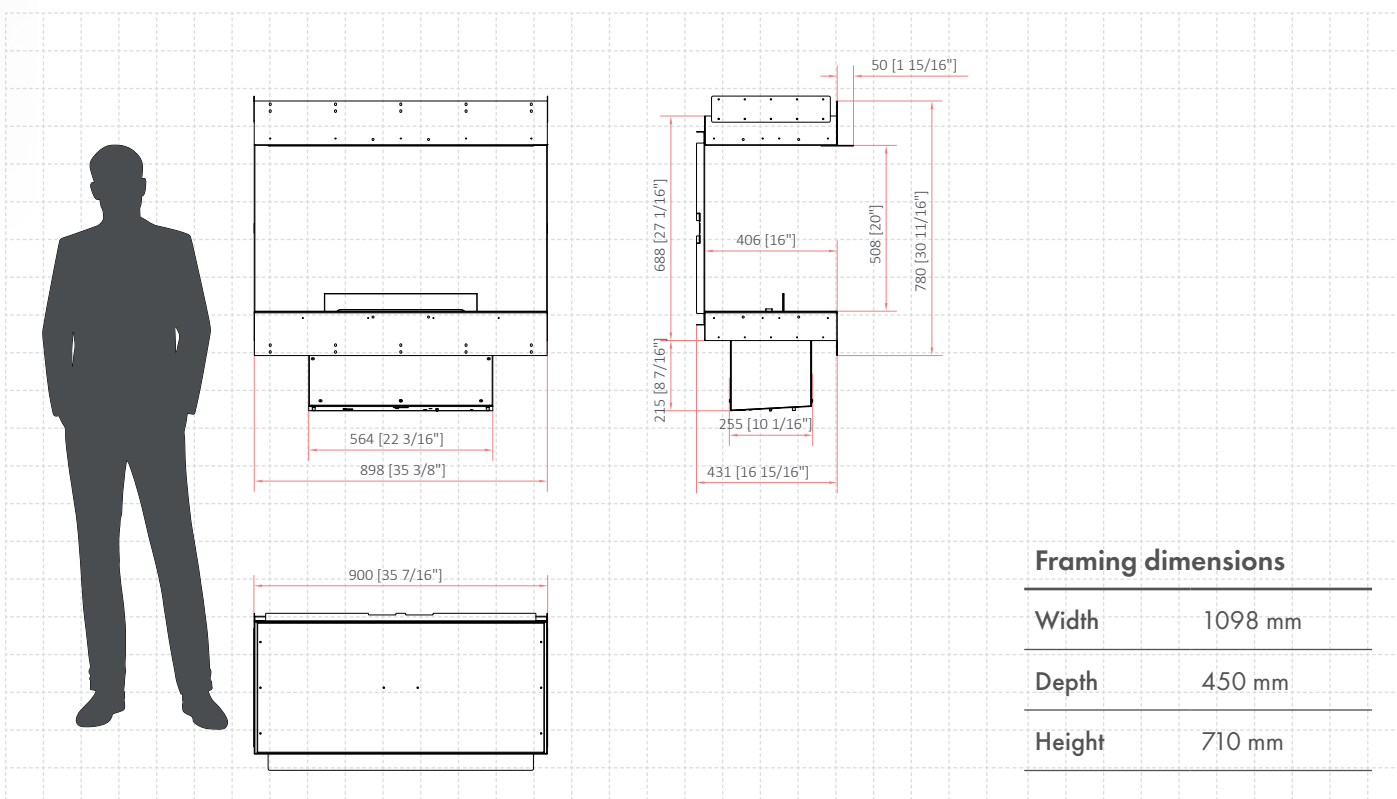 50 [1 15/16"]
688 [27 1/16"]
406 [16"]
508 [20"]
780 [30 11/16"]
215 [8 7/16"]
255 [10 1/16"]
564 [22 3/16"]
898 [35 3/8"]
431 [16 15/16"]
900 [35 7/16"]
Framing dimensions
Width 1098 mm
Depth 450 mm
Height 710 mm